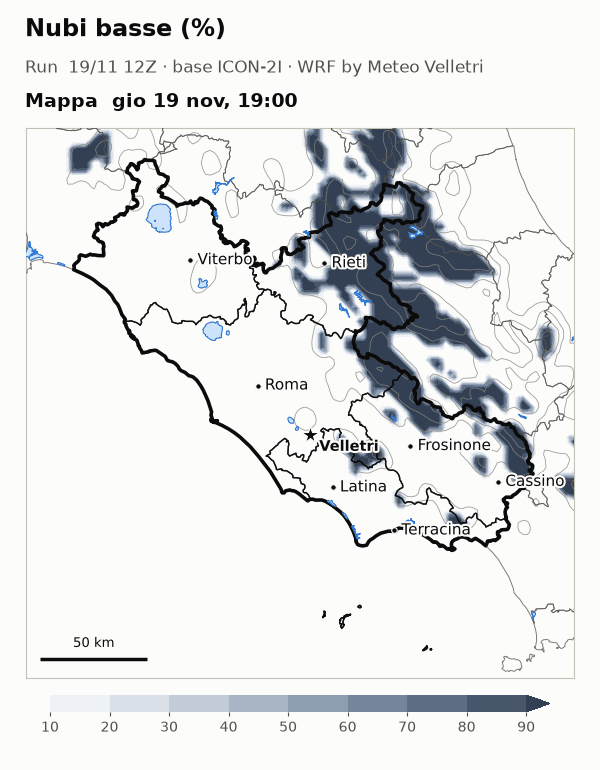 Nubi basse (%)
Run  19/11 12Z · base ICON-2I · WRF by Meteo Velletri
Mappa  gio 19 nov, 19:00
Viterbo
Rieti
Roma
Velletri
Frosinone
Latina
Cassino
Terracina
50 km
10 20 30 40 50 60 70 80 90